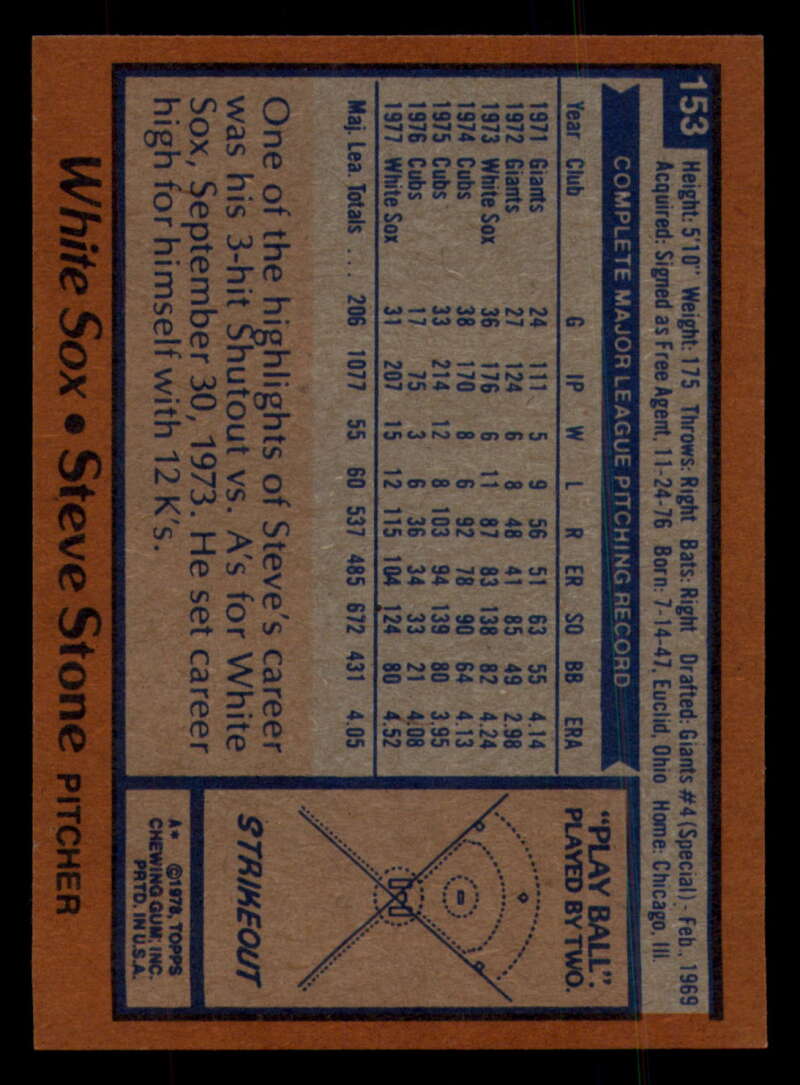 153
Height: 5'10" Weight: 175 Throws: Right Bats: Right Drafted: Giants #4 (Special) - Feb., 1969
Acquired: Signed as Free Agent, 11-24-76 Born: 7-14-47, Euclid, Ohio Home: Chicago, Ill.
COMPLETE MAJOR LEAGUE PITCHING RECORD
Year Club G IP W L R ER SO BB ERA
1971 Giants 24 111 5 9 56 51 63 55 4.14
1972 Giants 27 124 6 8 48 41 85 49 2.98
1973 White Sox 36 176 6 11 87 83 138 82 4.24
1974 Cubs 38 170 8 6 92 78 90 64 4.13
1975 Cubs 33 214 12 8 103 94 139 80 3.95
1976 Cubs 17 75 3 6 36 34 33 21 4.08
1977 White Sox 31 207 15 12 115 104 124 80 4.52
Maj. Lea. Totals ... 206 1077 55 60 537 485 672 431 4.05
One of the highlights of Steve's career
was his 3-hit Shutout vs. A's for White
Sox, September 30, 1973. He set career
high for himself with 12 K's.
"PLAY BALL".
PLAYED BY TWO.
STRIKEOUT
A* ©1978, TOPPS
CHEWING GUM, INC.
PRTD. IN U.S.A.
White Sox • Steve Stone PITCHER